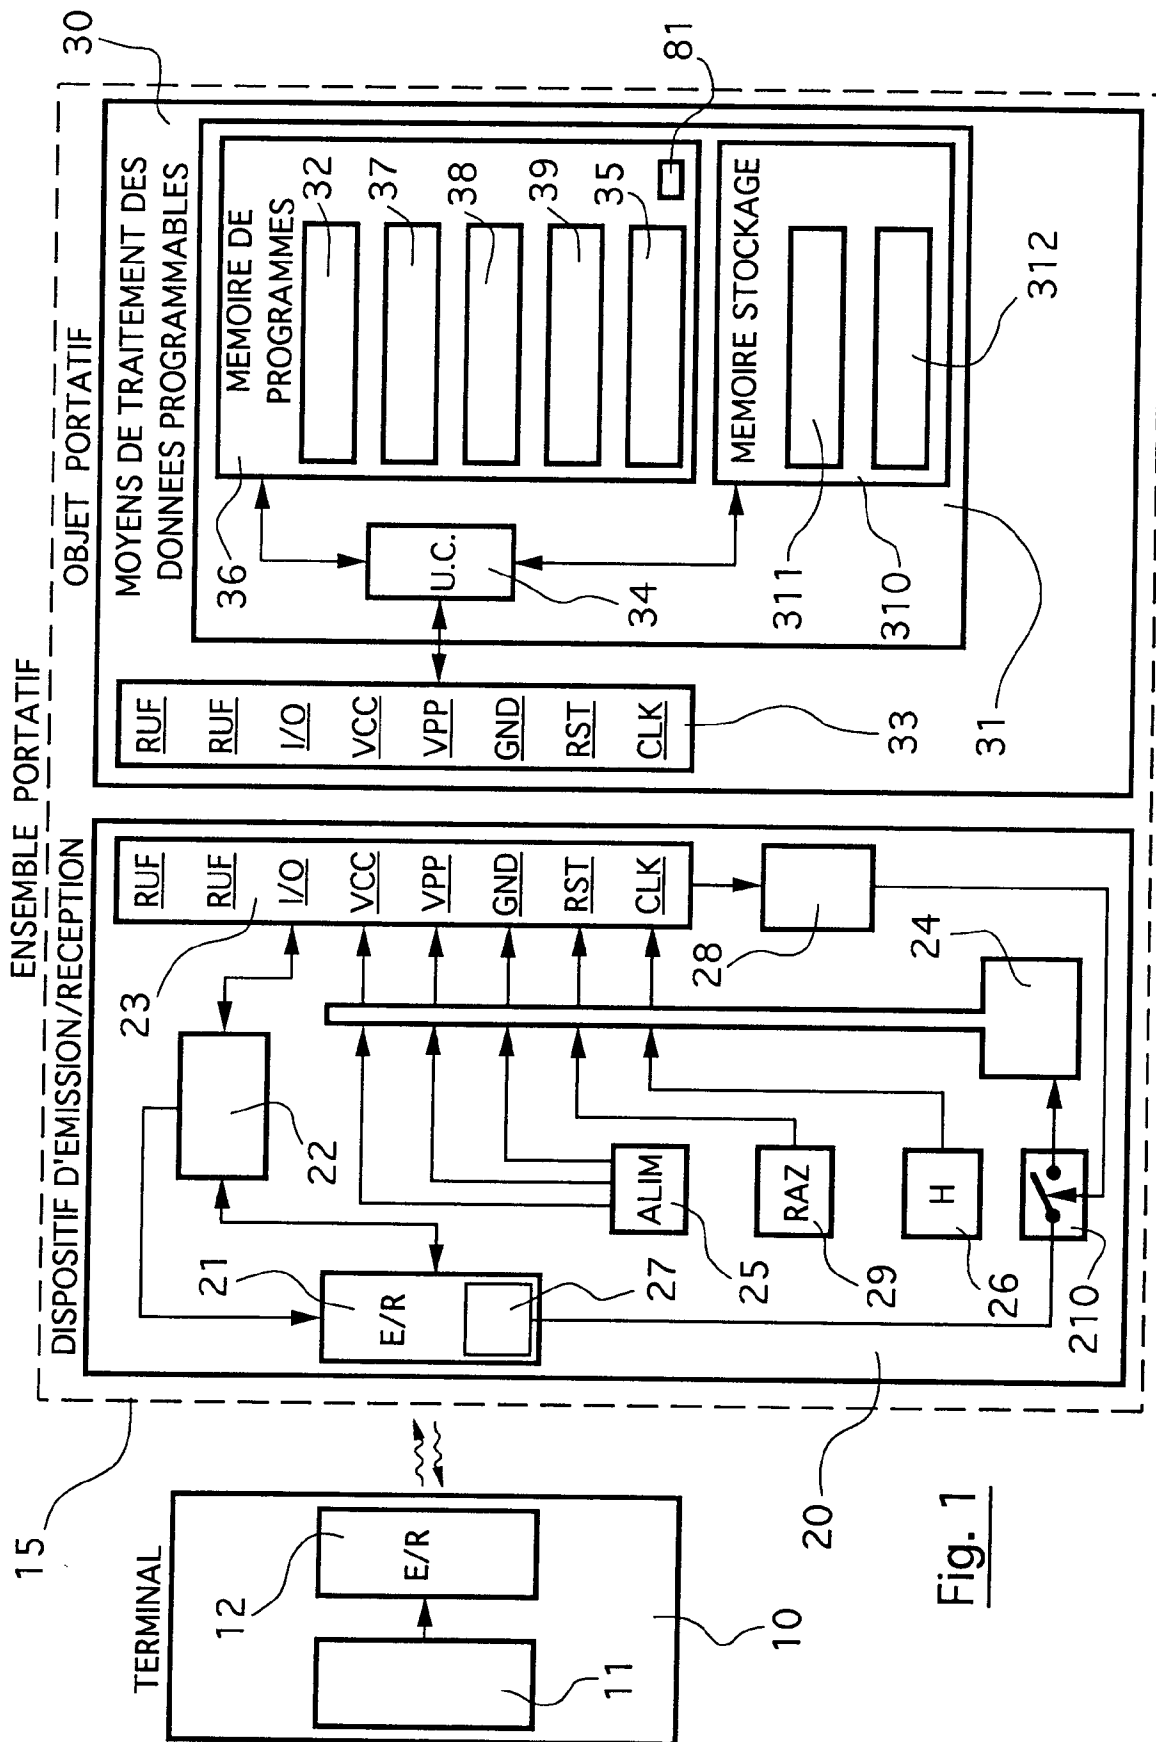 ENSEMBLE PORTATIF
15
DISPOSITIF D'EMISSION/RECEPTION
OBJET PORTATIF
30
TERMINAL
12
E/R
11
10
21
E/R
27
22
23
RUF
RUF
I/O
VCC
VPP
GND
RST
CLK
ALIM
25
RAZ
29
H
26
210
28
24
20
RUF
RUF
I/O
VCC
VPP
GND
RST
CLK
33
MOYENS DE TRAITEMENT DES
DONNEES PROGRAMMABLES
36
U.C.
34
MEMOIRE DE
PROGRAMMES
32
37
38
39
35
81
MEMOIRE STOCKAGE
311
310
312
31
Fig. 1